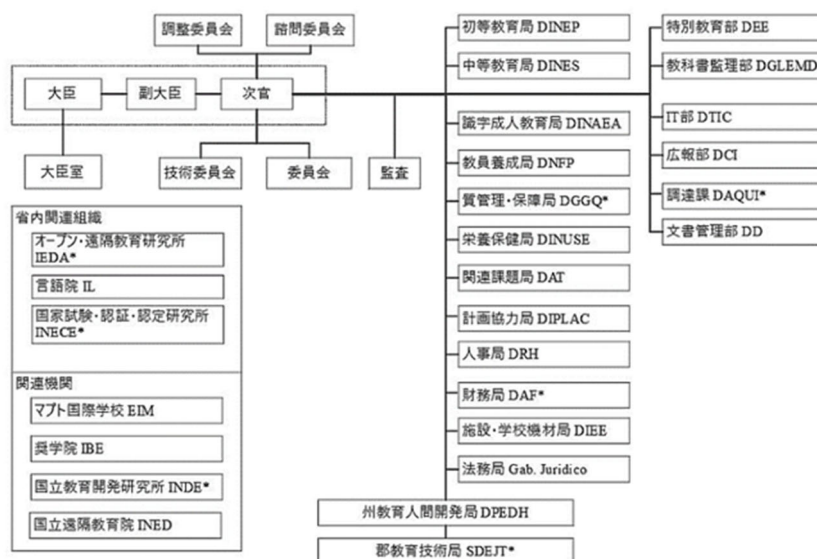 調整委員会
諮問委員会
大臣
副大臣
次官
大臣室
技術委員会
委員会
監査
初等教育局 DINEP
中等教育局 DINES
識字成人教育局 DINAEA
教員養成局 DNFP
質管理・保障局 DGGQ*
栄養保健局 DINUSE
関連課題局 DAT
計画協力局 DIPLAC
人事局 DRH
財務局 DAF*
施設・学校機材局 DIEE
法務局 Gab. Juridico
州教育人間開発局 DPEDH
郡教育技術局 SDEJT*
特別教育部 DEE
教科書監理部 DGLEMD
IT部 DTIC
広報部 DCI
調達課 DAQUI*
文書管理部 DD
省内関連組織
オープン・遠隔教育研究所
IEDA*
言語院 IL
国家試験・認証・認定研究所
INECE*
関連機関
マプト国際学校 EIM
奨学院 IBE
国立教育開発研究所 INDE*
国立遠隔教育院 INED